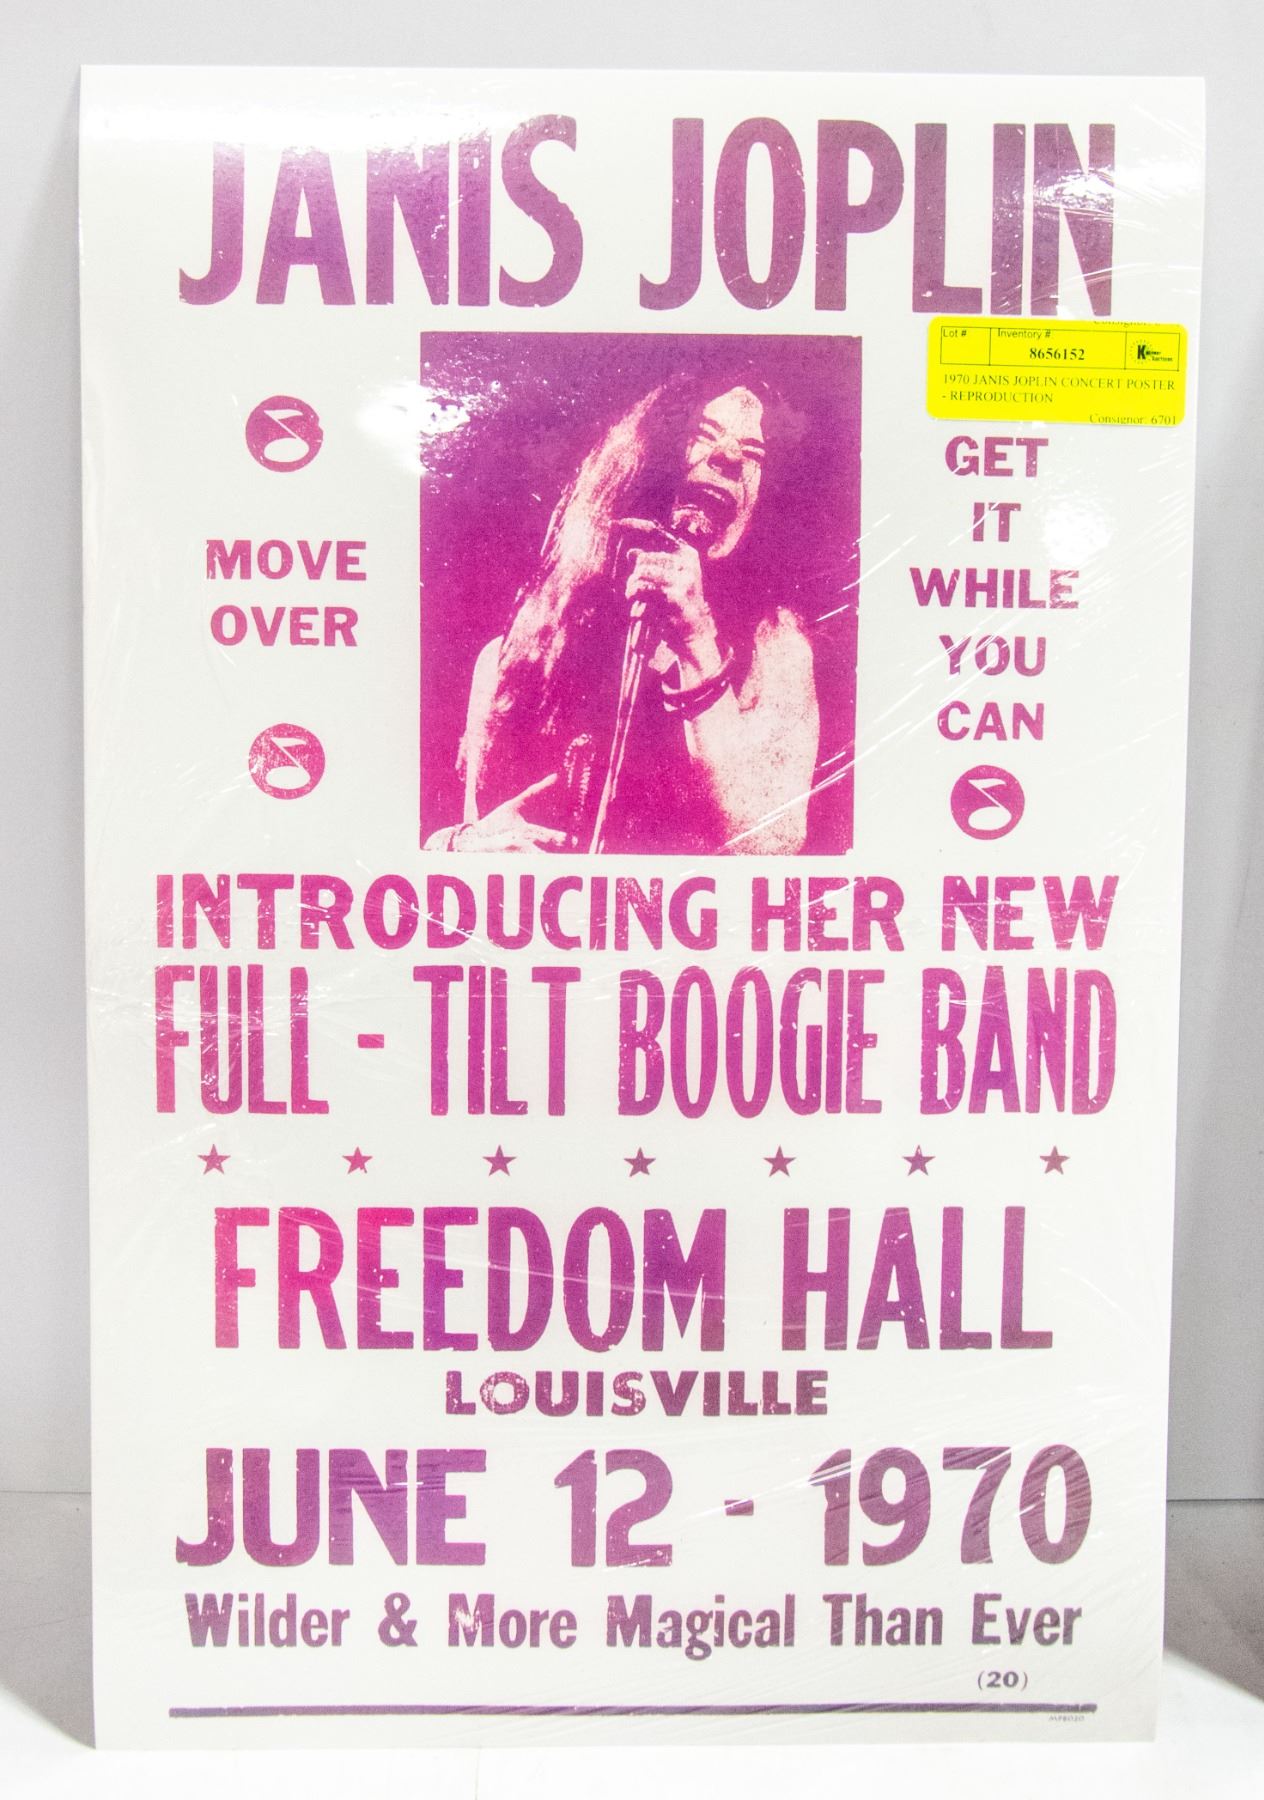 JANIS JOPLIN
Lot #
Inventory #:
8656152
1970 JANIS JOPLIN CONCERT POSTER
- REPRODUCTION
Consignor: 6701
MOVE
OVER
GET
IT
WHILE
YOU
CAN
INTRODUCING HER NEW
FULL - TILT BOOGIE BAND
FREEDOM HALL
LOUISVILLE
JUNE 12 - 1970
Wilder & More Magical Than Ever
(20)